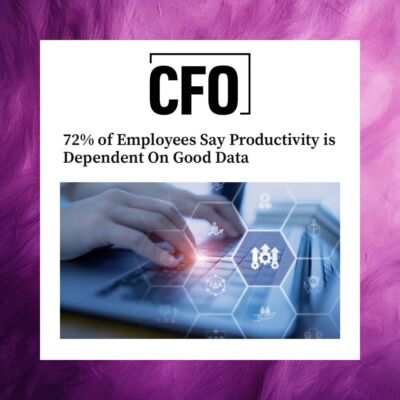 CFO
72% of Employees Say Productivity is
Dependent On Good Data